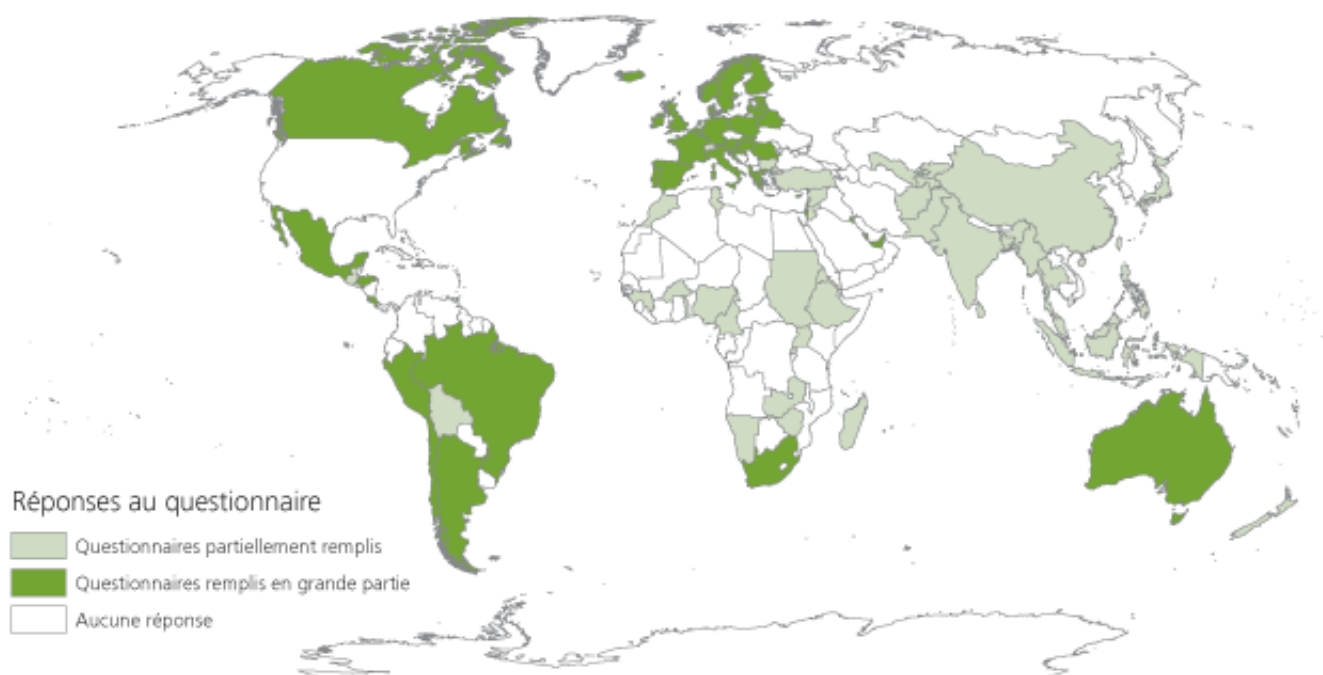 Réponses au questionnaire
Questionnaires partiellement remplis
Questionnaires remplis en grande partie
Aucune réponse